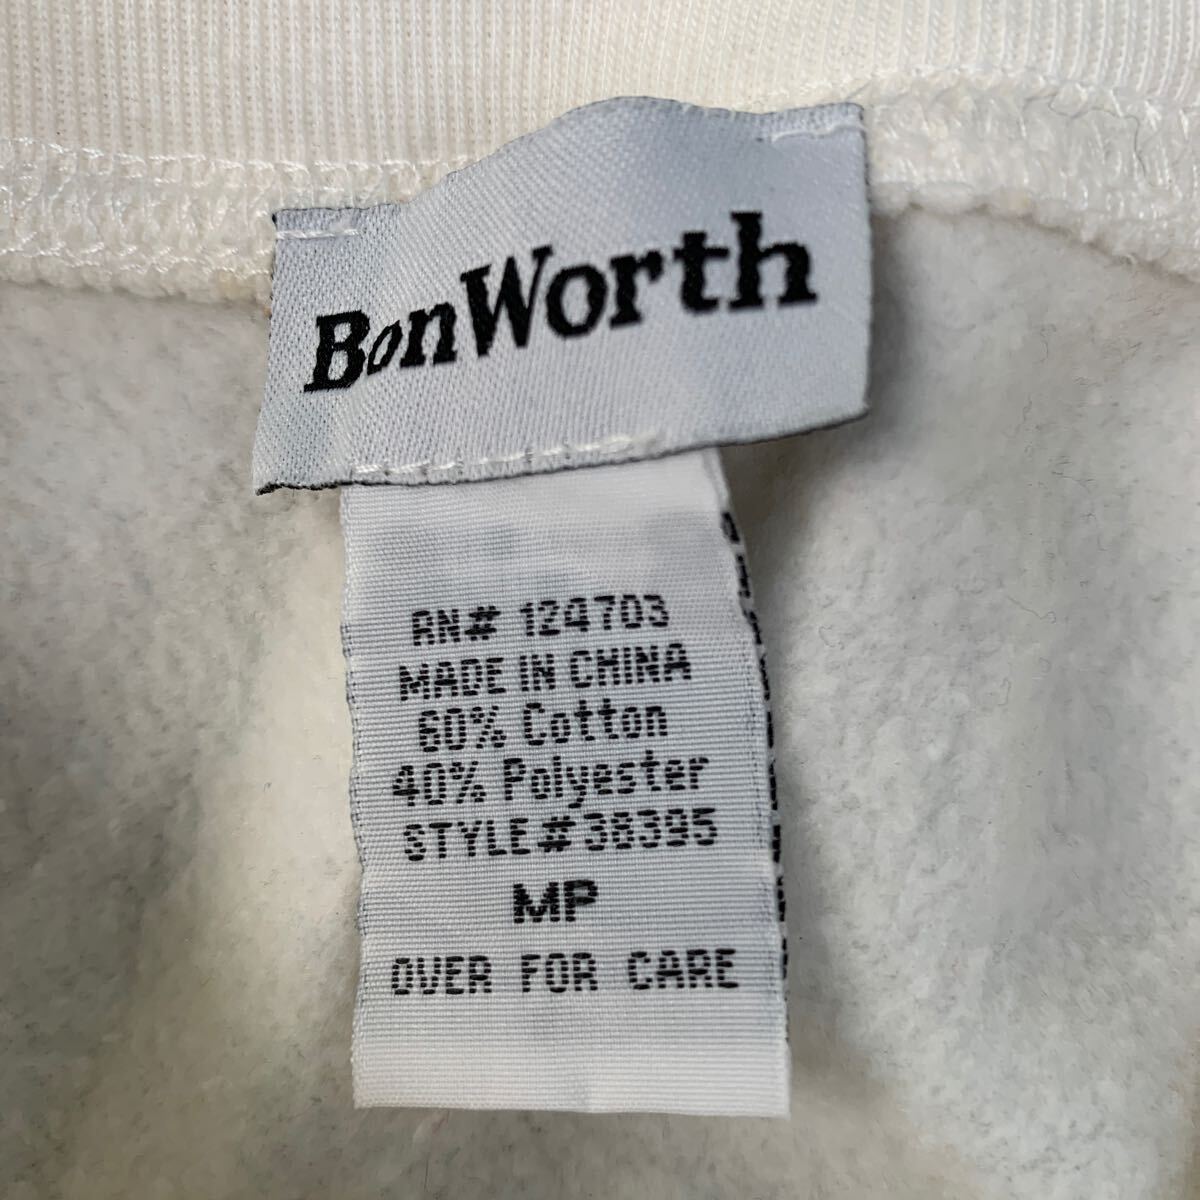 BonWorth
RN# 124703
MADE IN CHINA
60% Cotton
40% Polyester
STYLE#38395
MP
OVER FOR CARE